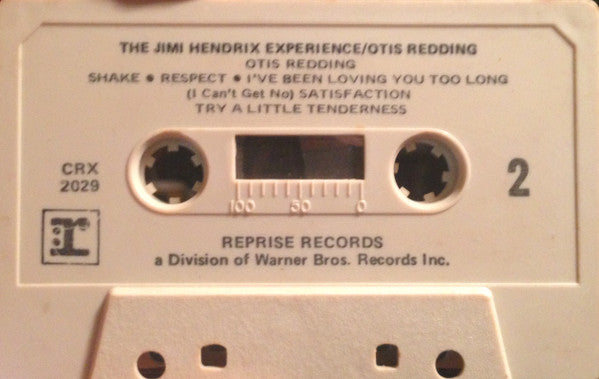 THE JIMI HENDRIX EXPERIENCE/OTIS REDDING
OTIS REDDING
SHAKE • RESPECT • I'VE BEEN LOVING YOU TOO LONG
(I Can't Get No) SATISFACTION
TRY A LITTLE TENDERNESS
CRX
2029
2
100 50 0
r
REPRISE RECORDS
a Division of Warner Bros. Records Inc.